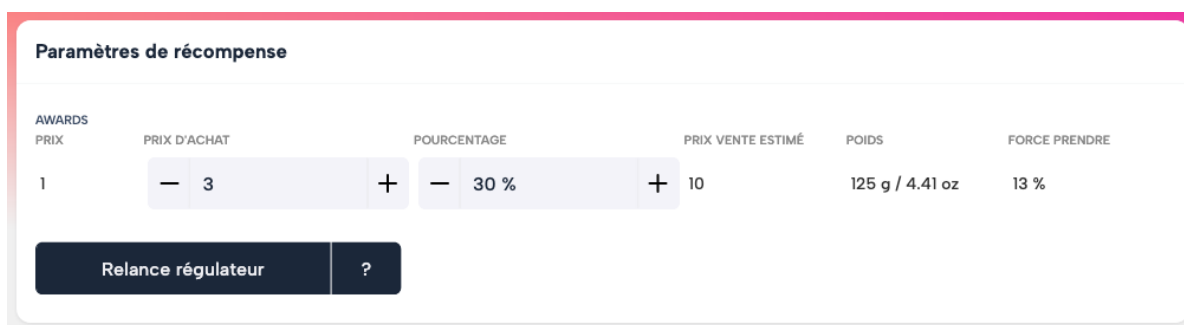 Paramètres de récompense
AWARDS
PRIX PRIX D'ACHAT POURCENTAGE PRIX VENTE ESTIMÉ POIDS FORCE PRENDRE
1 − 3 + − 30 % + 10 125 g / 4.41 oz 13 %
Relance régulateur ?